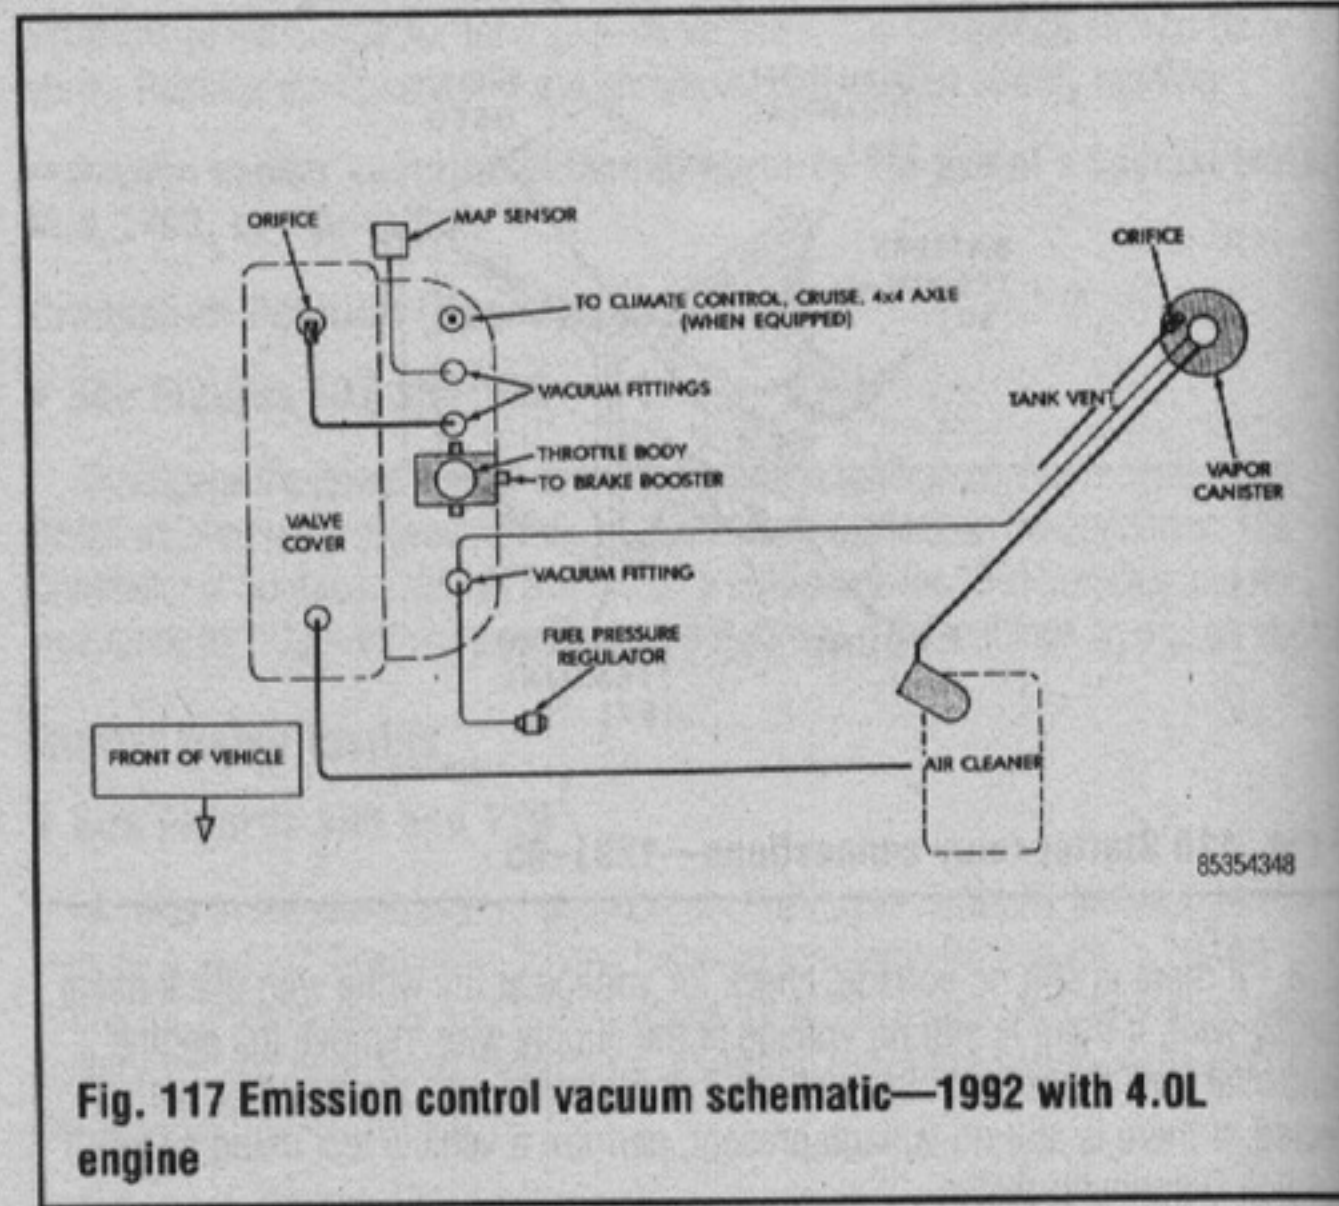 ORIFICE
MAP SENSOR
ORIFICE
TO CLIMATE CONTROL, CRUISE, 4x4 AXLE
(WHEN EQUIPPED)
VACUUM FITTINGS
TANK VENT
THROTTLE BODY
TO BRAKE BOOSTER
VAPOR
CANISTER
VALVE
COVER
VACUUM FITTING
FUEL PRESSURE
REGULATOR
FRONT OF VEHICLE
AIR CLEANER
85354348
Fig. 117 Emission control vacuum schematic—1992 with 4.0L
engine